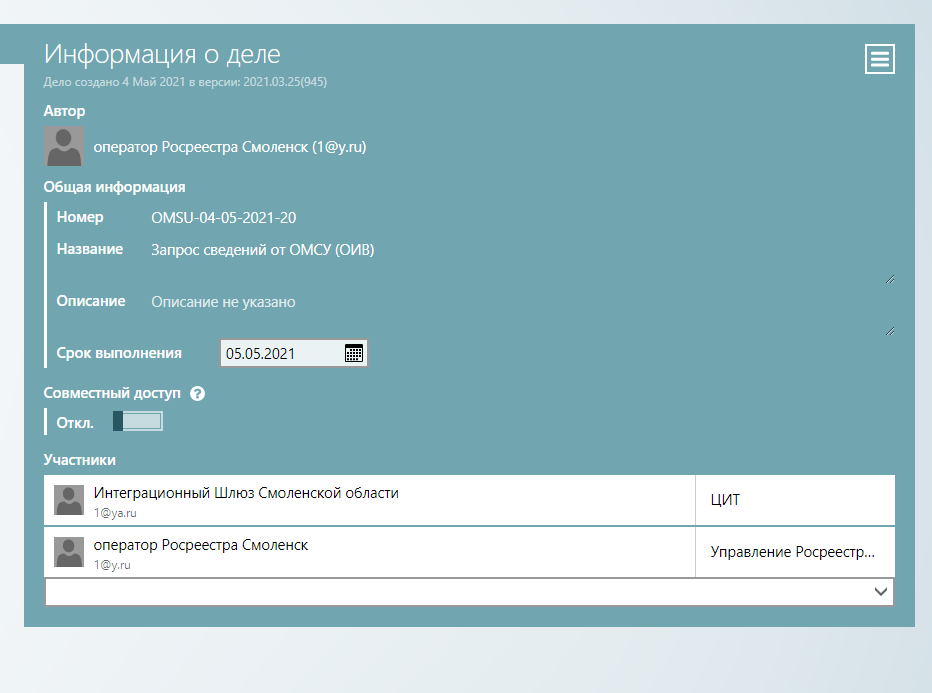 Информация о деле
Дело создано 4 Май 2021 в версии: 2021.03.25(945)
Автор
оператор Росреестра Смоленск (1@y.ru)
Общая информация
Номер OMSU-04-05-2021-20
Название Запрос сведений от ОМСУ (ОИВ)
Описание Описание не указано
Срок выполнения 05.05.2021
Совместный доступ ?
Откл.
Участники
Интеграционный Шлюз Смоленской области ЦИТ
1@ya.ru
оператор Росреестра Смоленск Управление Росреестр...
1@y.ru